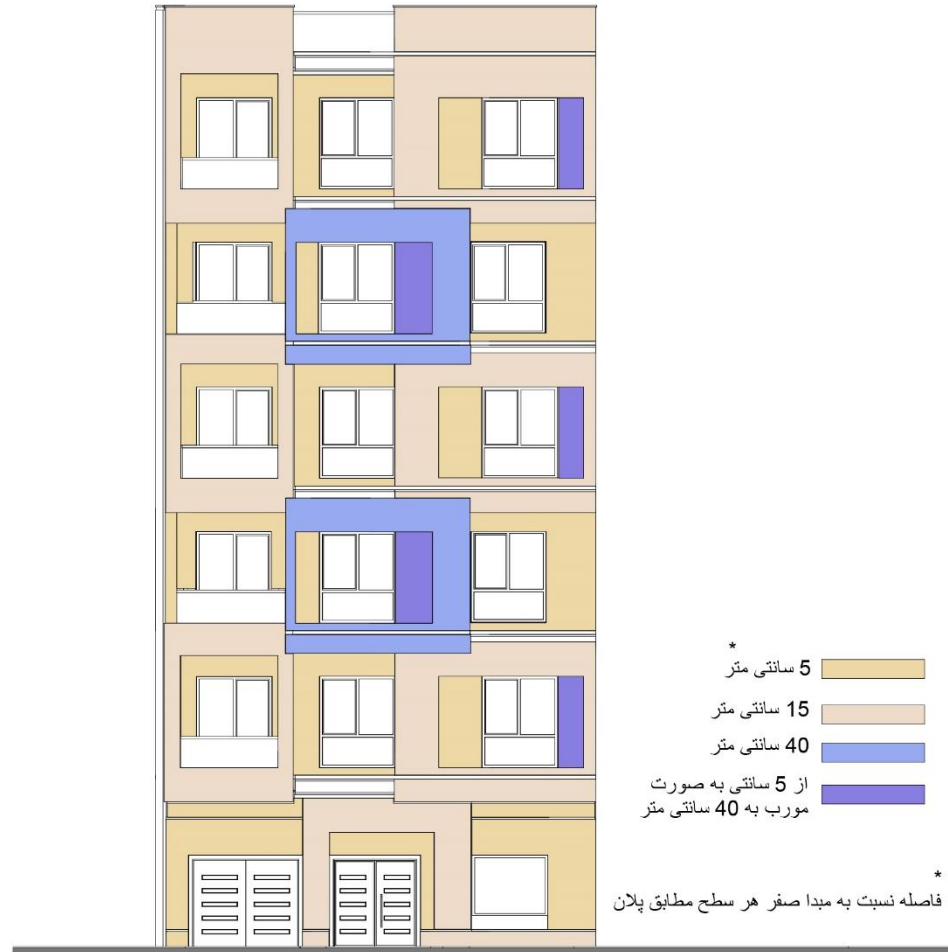 *
5 سانتی متر
15 سانتی متر
40 سانتی متر
از 5 سانتی به صورت
مورب به 40 سانتی متر
*
فاصله نسبت به مبدا صفر هر سطح مطابق پلان